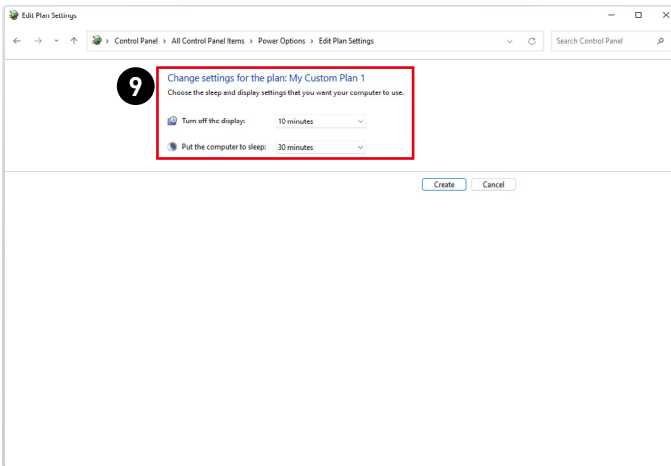 Edit Plan Settings
Control Panel > All Control Panel Items > Power Options > Edit Plan Settings
Search Control Panel
9
Change settings for the plan: My Custom Plan 1
Choose the sleep and display settings that you want your computer to use.
Turn off the display: 10 minutes
Put the computer to sleep: 30 minutes
Create Cancel